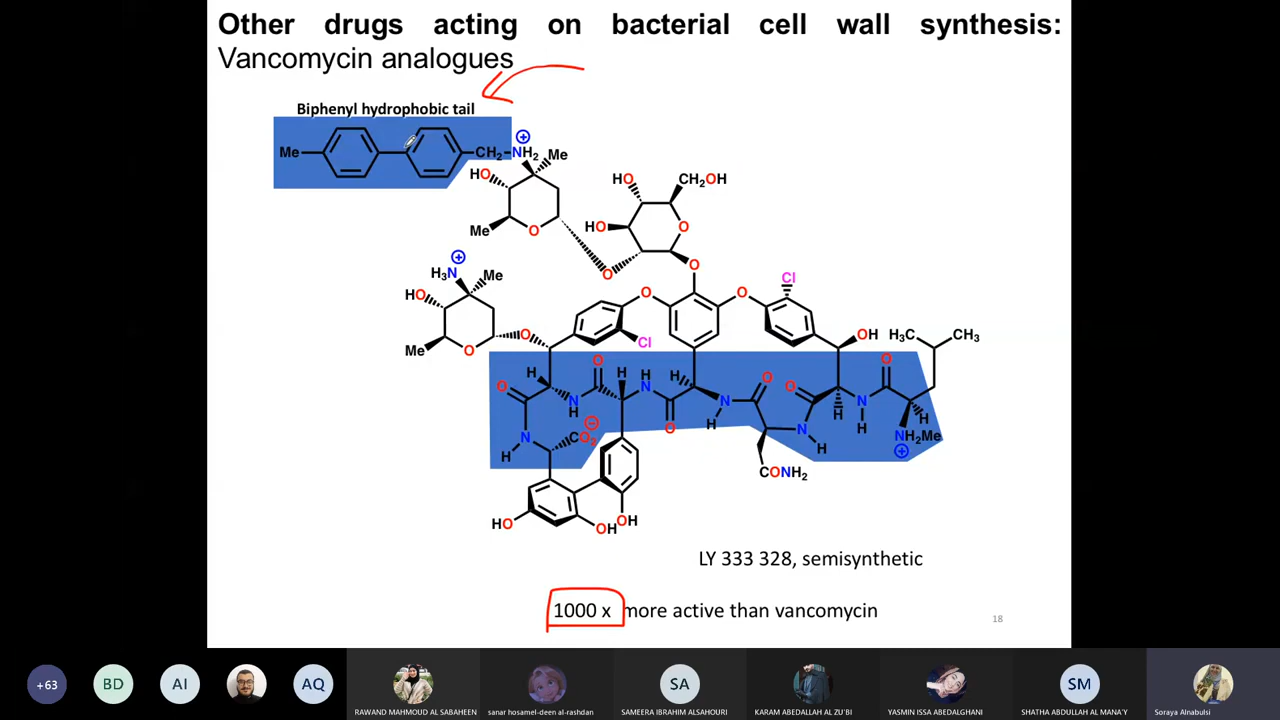 Other drugs acting on bacterial cell wall synthesis:
Vancomycin analogues
Biphenyl hydrophobic tail
Me
CH2
NH2
Me
HO
Me
O
HO
CH2OH
HO
O
O
O
H3N
Me
HO
Me
O
O
O
O
Cl
Cl
OH
H3C
CH3
O
H
N
H
O
H
H
N
O
H
N
H
O
O
H
N
H
O
N
H
CO2
N
H
N
H
NH2Me
CONH2
HO
OH
OH
LY 333 328, semisynthetic
1000 x more active than vancomycin
18
+63
BD
AI
AQ
SA
SM
RAWAND MAHMOUD AL SABAHEEN
sanar hosamel-deen al-rashdan
SAMEERA IBRAHIM ALSAHOURI
KARAM ABEDALLAH AL ZU'BI
YASMIN ISSA ABEDALGHANI
SHATHA ABDULLAH AL MANA'Y
Soraya Alnabulsi